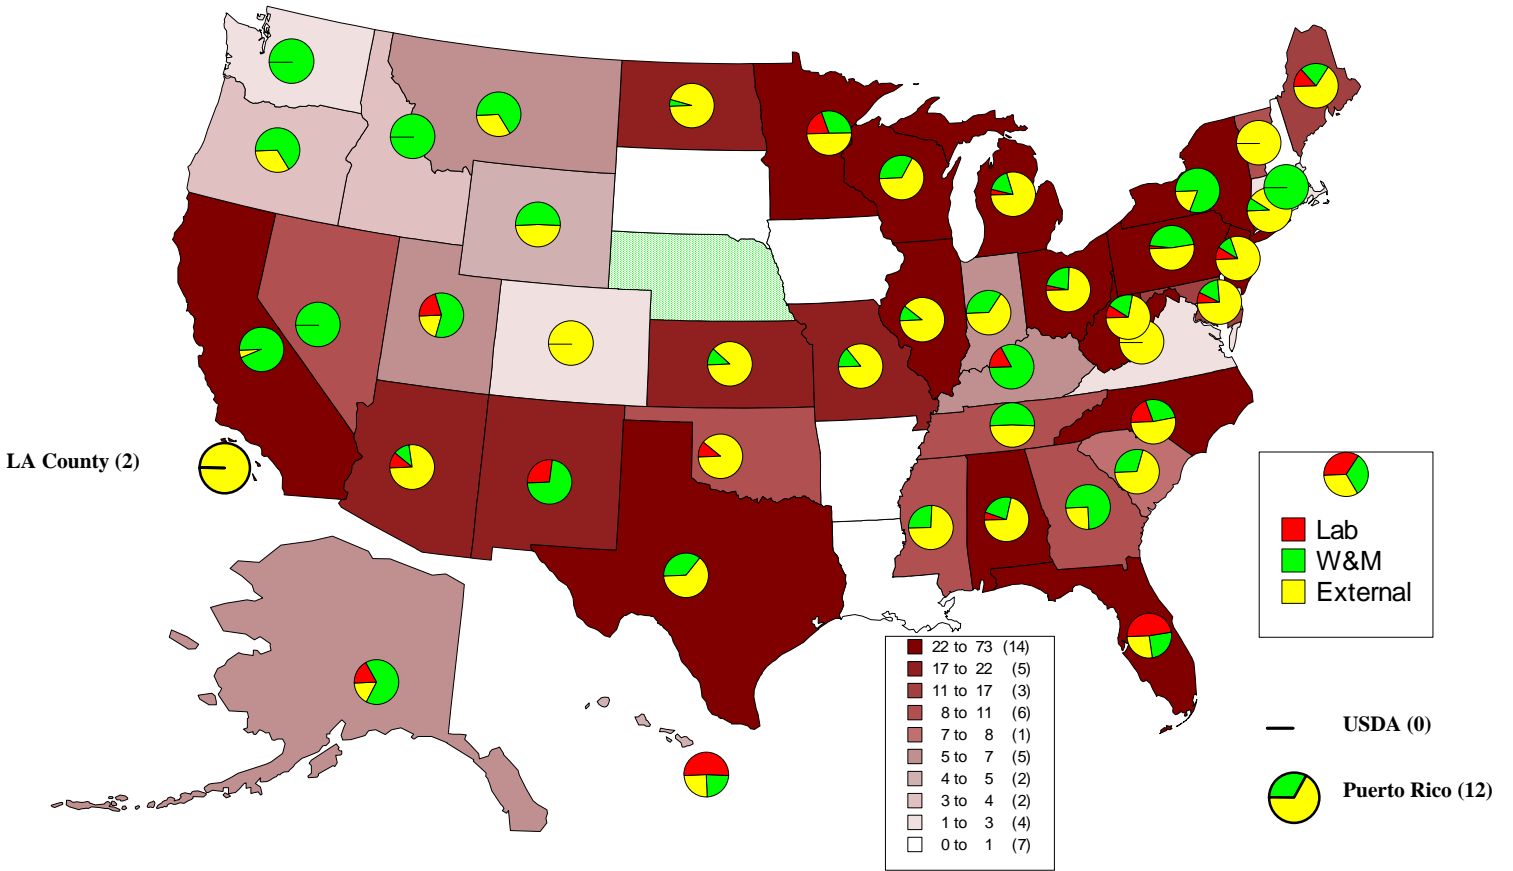 LA County (2)
Lab
W&M
External
22 to 73 (14)
17 to 22 (5)
11 to 17 (3)
8 to 11 (6)
7 to 8 (1)
5 to 7 (5)
4 to 5 (2)
3 to 4 (2)
1 to 3 (4)
0 to 1 (7)
USDA (0)
Puerto Rico (12)